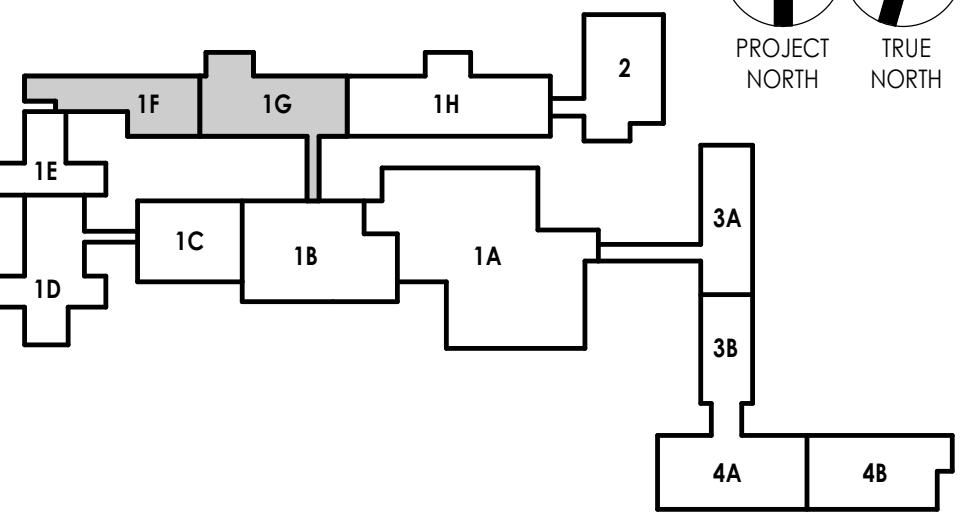 PROJECT
NORTH
TRUE
NORTH
2
1F
1G
1H
1E
3A
1C
1B
1A
1D
3B
4A
4B